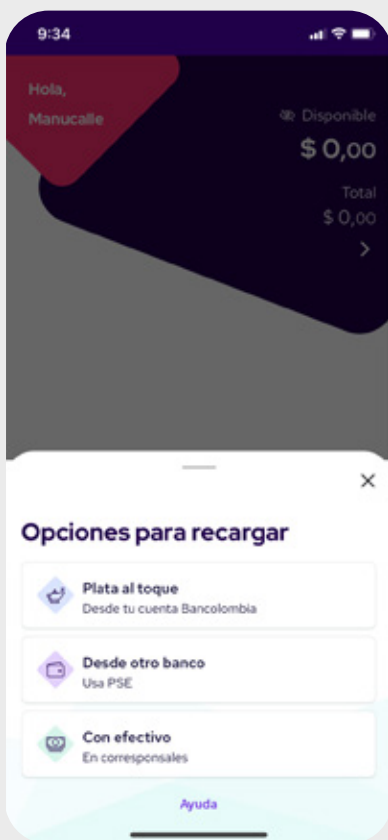 9:34
Hola,
Manucalle
Disponible
$ 0,00
Total
$ 0,00
Opciones para recargar
Plata al toque
Desde tu cuenta Bancolombia
Desde otro banco
Usa PSE
Con efectivo
En corresponsales
Ayuda